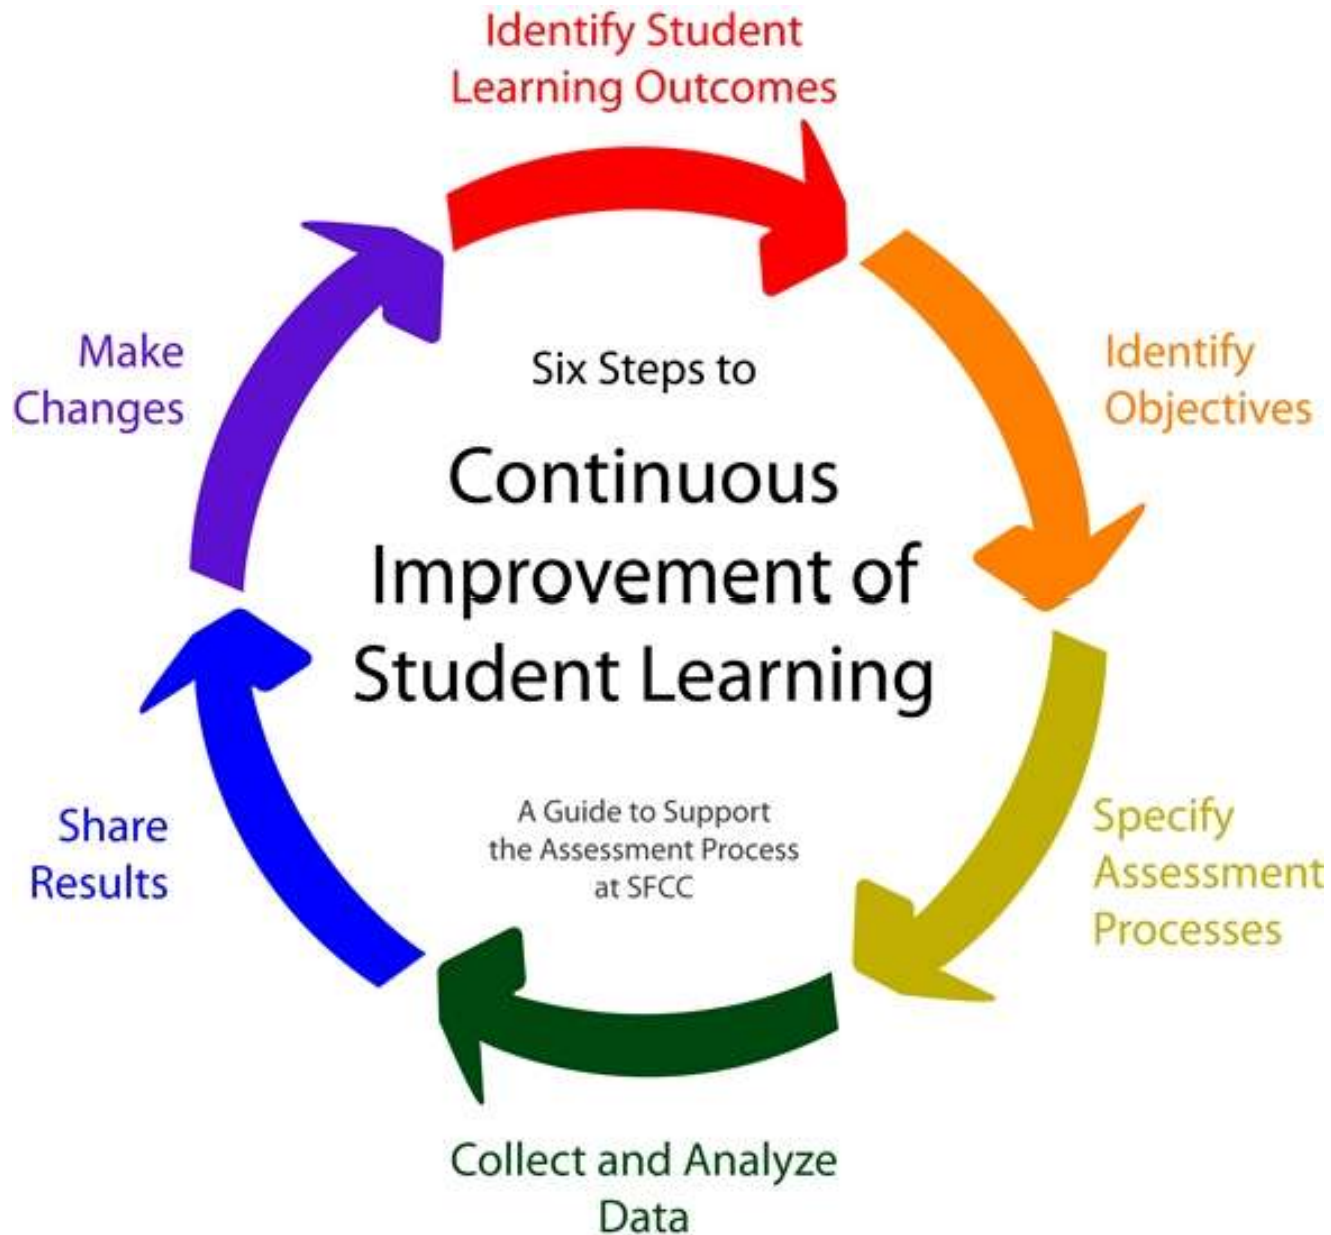 Identify Student
Learning Outcomes
Identify
Objectives
Specify
Assessment
Processes
Collect and Analyze
Data
Share
Results
Make
Changes
Six Steps to
Continuous
Improvement of
Student Learning
A Guide to Support
the Assessment Process
at SFCC